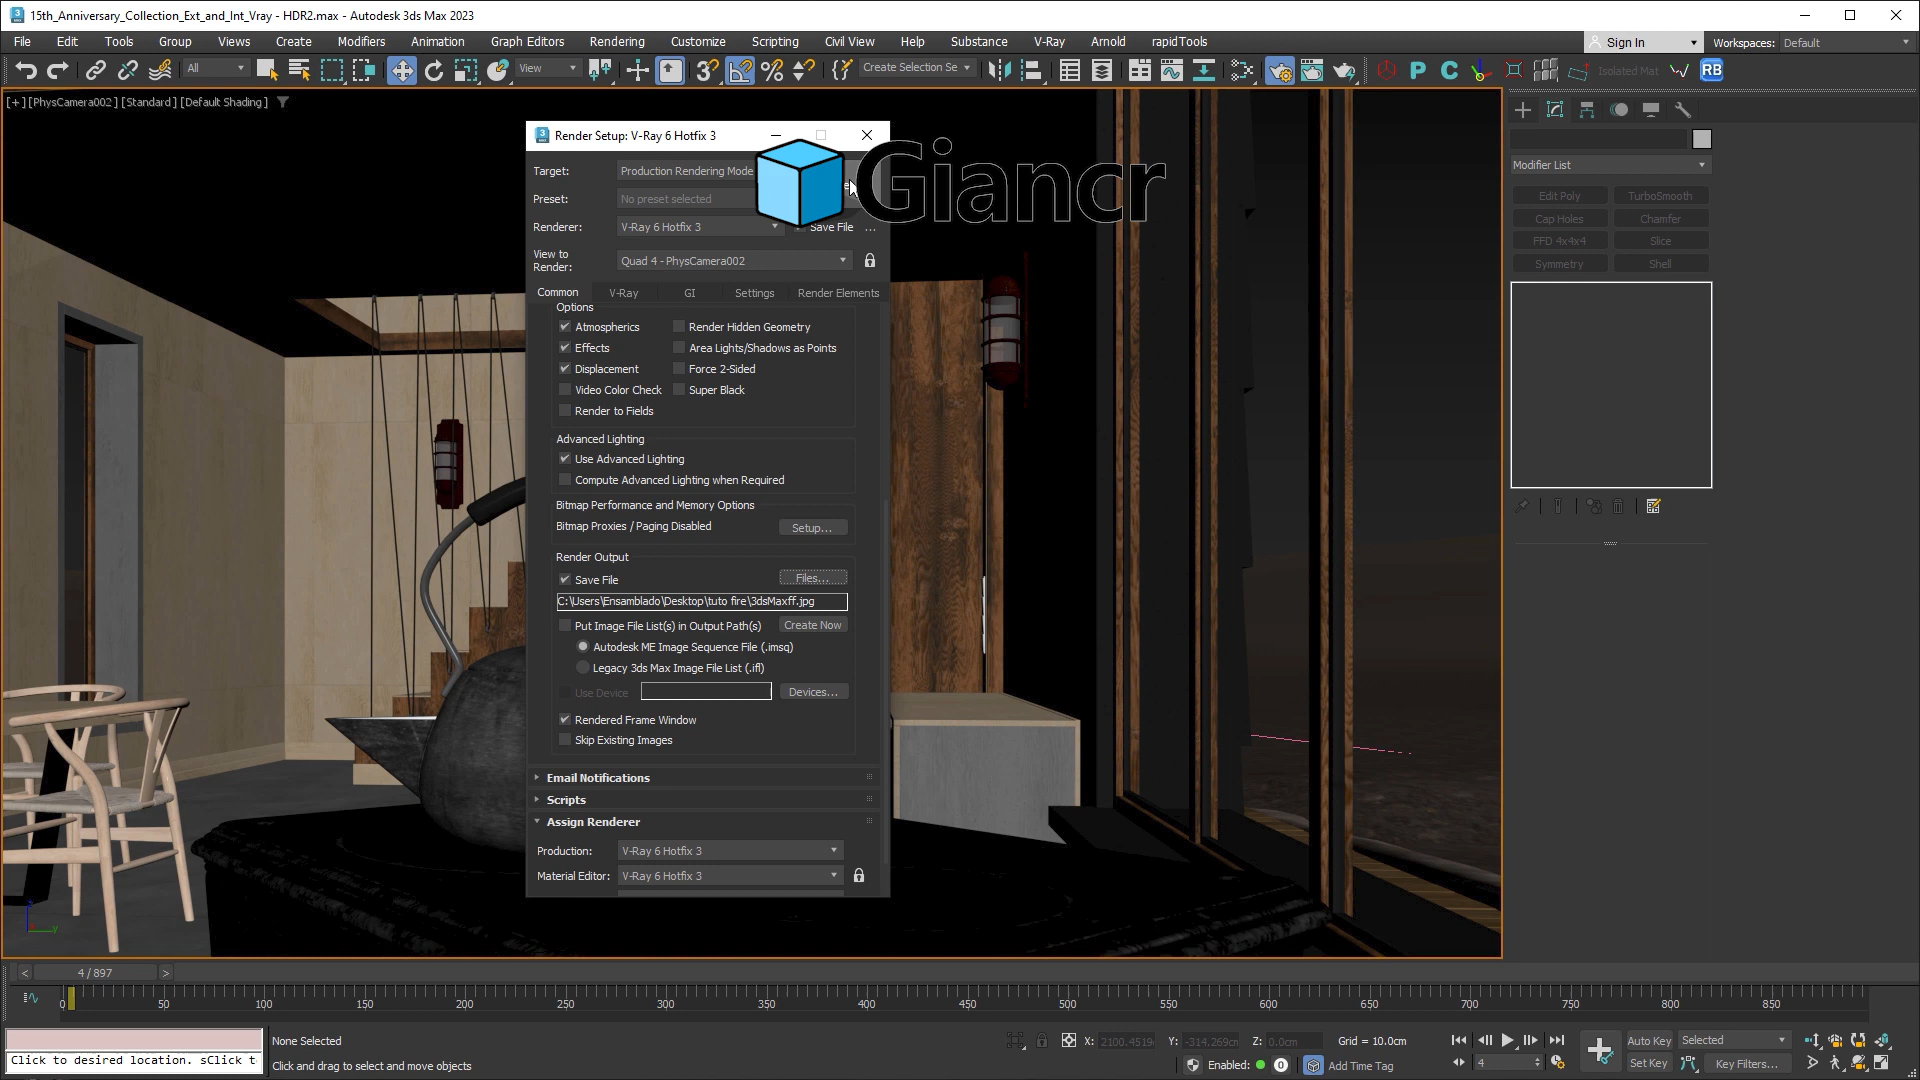 15th_Anniversary_Collection_Ext_and_Int_Vray - HDR2.max - Autodesk 3ds Max 2023
File Edit Tools Group Views Create Modifiers Animation Graph Editors Rendering Customize Scripting Civil View Help Substance V-Ray Arnold rapidTools
Sign In Workspaces: Default
All View Create Selection Se Isolated Mat RB
[+] [PhysCamera002 ] [Standard ] [Default Shading ]
Render Setup: V-Ray 6 Hotfix 3
Giancr
Target: Production Rendering Mode
Preset: No preset selected
Renderer: V-Ray 6 Hotfix 3 Save File ...
View to Render: Quad 4 - PhysCamera002
Common V-Ray GI Settings Render Elements
Options
Atmospherics Render Hidden Geometry
Effects Area Lights/Shadows as Points
Displacement Force 2-Sided
Video Color Check Super Black
Render to Fields
Advanced Lighting
Use Advanced Lighting
Compute Advanced Lighting when Required
Bitmap Performance and Memory Options
Bitmap Proxies / Paging Disabled Setup...
Render Output
Save File Files...
C:\Users\Ensamblado\Desktop\tuto fire\3dsMaxff.jpg
Put Image File List(s) in Output Path(s) Create Now
Autodesk ME Image Sequence File (.imsq)
Legacy 3ds Max Image File List (.ifl)
Use Device Devices...
Rendered Frame Window
Skip Existing Images
Email Notifications
Scripts
Assign Renderer
Production: V-Ray 6 Hotfix 3
Material Editor: V-Ray 6 Hotfix 3
Modifier List
Edit Poly TurboSmooth
Cap Holes Chamfer
FFD 4x4x4 Slice
Symmetry Shell
< 4 / 897 >
0 50 100 150 200 250 300 350 400 450 500 550 600 650 700 750 800 850
None Selected
Click to desired location. sClick t
Click and drag to select and move objects
X: 2100.451 Y: -314.269cm Z: 0.0cm Grid = 10.0cm
Enabled: 0 Add Time Tag
Auto Key Selected
4 Set Key Key Filters...